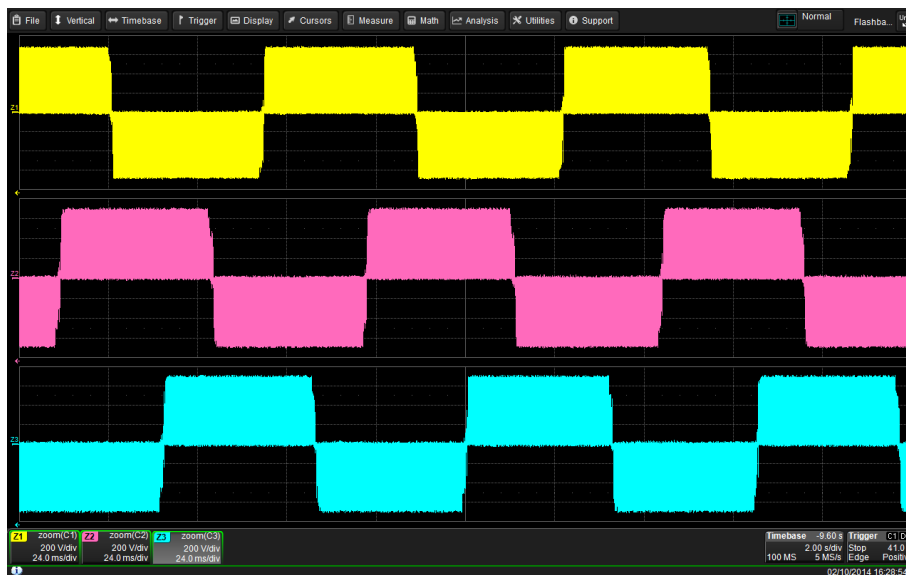 File Vertical Timebase Trigger Display Cursors Measure Math Analysis Utilities Support Normal Flashba... Un
Z1
Z2
Z3
Z1 zoom(C1) Z2 zoom(C2) Z3 zoom(C3) Timebase -9.60 s Trigger C1 D
200 V/div 200 V/div 200 V/div 2.00 s/div Stop 41.0
24.0 ms/div 24.0 ms/div 24.0 ms/div 100 MS 5 MS/s Edge Positi
02/10/2014 16:28:54